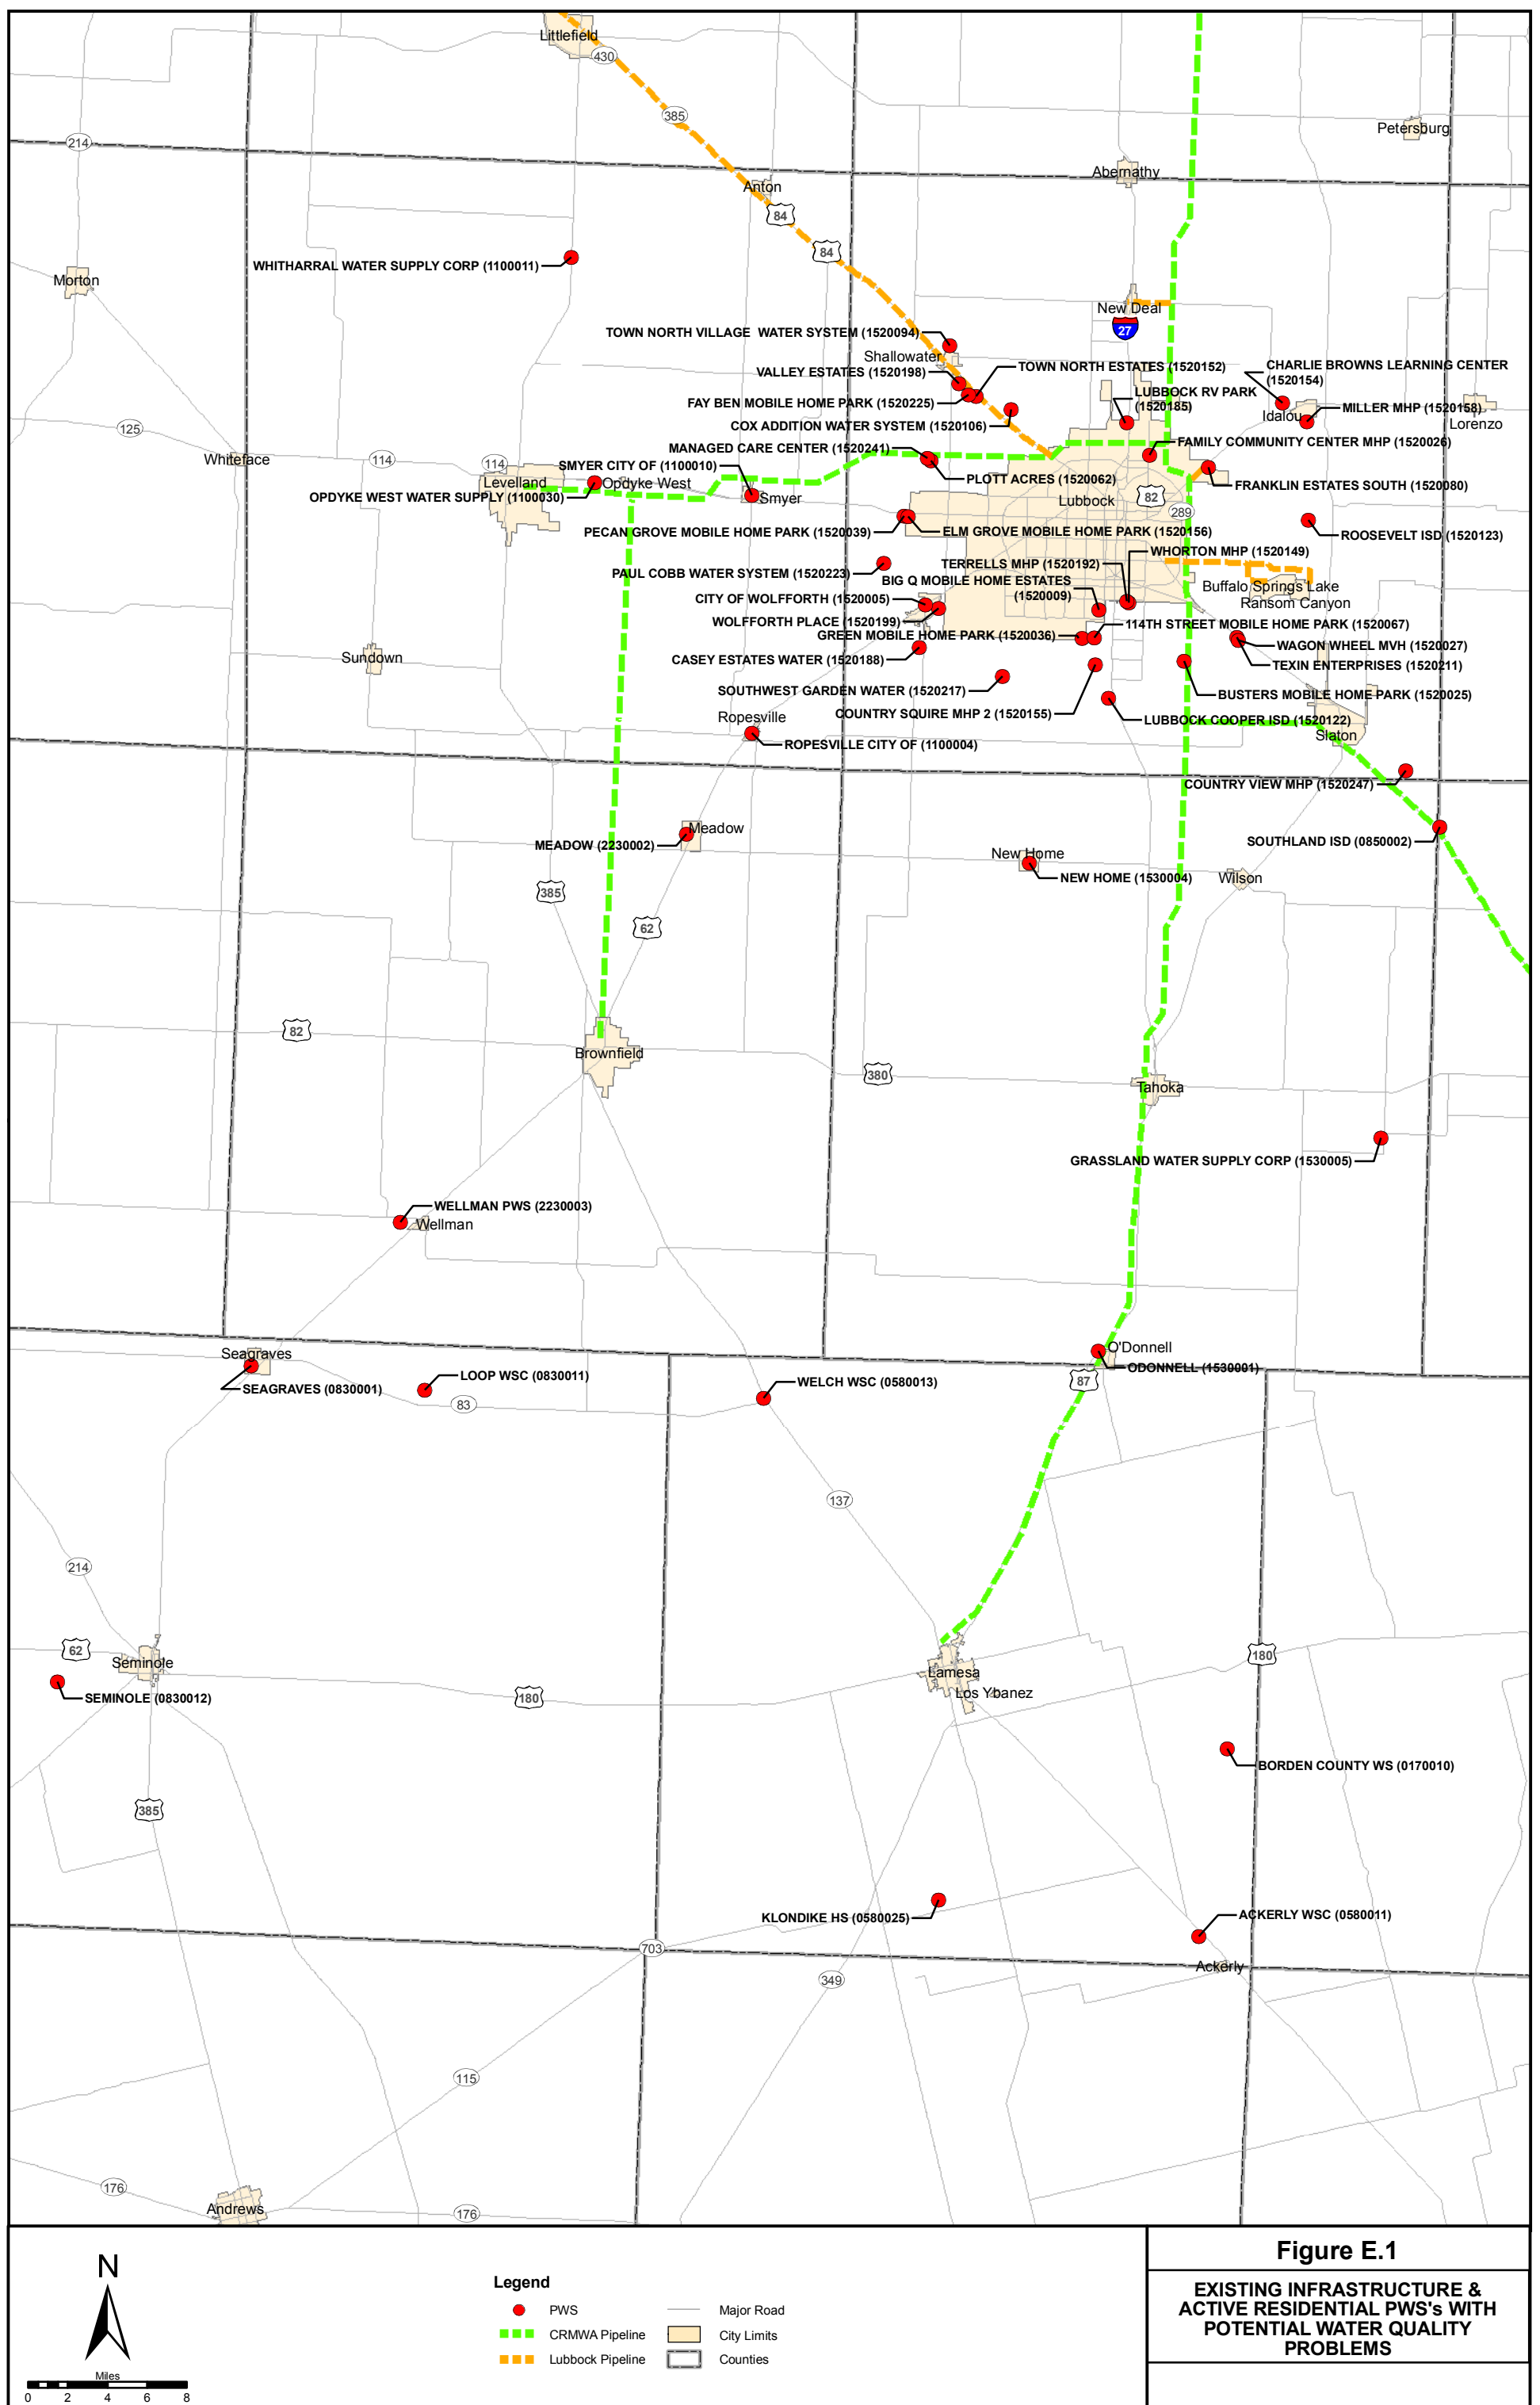 Littlefield
430
385
Petersburg
214
Abernathy
Anton
84
84
WHITHARRAL WATER SUPPLY CORP (1100011)
Morton
New Deal
27
TOWN NORTH VILLAGE  WATER SYSTEM (1520094)
Shallowater
VALLEY ESTATES (1520198)
TOWN NORTH ESTATES (1520152)
CHARLIE BROWNS LEARNING CENTER
(1520154)
LUBBOCK RV PARK
(1520185)
FAY BEN MOBILE HOME PARK (1520225)
MILLER MHP (1520158)
Idalou
Lorenzo
COX ADDITION WATER SYSTEM (1520106)
125
FAMILY COMMUNITY CENTER MHP (1520026)
MANAGED CARE CENTER (1520241)
Whiteface
114
114
SMYER CITY OF (1100010)
PLOTT ACRES (1520062)
FRANKLIN ESTATES SOUTH (1520080)
Levelland
Opdyke West
OPDYKE WEST WATER SUPPLY (1100030)
Smyer
Lubbock
82
289
PECAN GROVE MOBILE HOME PARK (1520039)
ELM GROVE MOBILE HOME PARK (1520156)
ROOSEVELT ISD (1520123)
WHORTON MHP (1520149)
TERRELLS MHP (1520192)
PAUL COBB WATER SYSTEM (1520223)
BIG Q MOBILE HOME ESTATES
(1520009)
Buffalo Springs Lake
CITY OF WOLFFORTH (1520005)
Ransom Canyon
WOLFFORTH PLACE (1520199)
114TH STREET MOBILE HOME PARK (1520067)
GREEN MOBILE HOME PARK (1520036)
WAGON WHEEL MVH (1520027)
Sundown
CASEY ESTATES WATER (1520188)
TEXIN ENTERPRISES (1520211)
SOUTHWEST GARDEN WATER (1520217)
BUSTERS MOBILE HOME PARK (1520025)
COUNTRY SQUIRE MHP 2 (1520155)
Ropesville
LUBBOCK COOPER ISD (1520122)
Slaton
ROPESVILLE CITY OF (1100004)
COUNTRY VIEW MHP (1520247)
Meadow
MEADOW (2230002)
SOUTHLAND ISD (0850002)
New Home
NEW HOME (1530004)
Wilson
385
62
82
Brownfield
380
Tahoka
GRASSLAND WATER SUPPLY CORP (1530005)
WELLMAN PWS (2230003)
Wellman
O'Donnell
Seagraves
ODONNELL (1530001)
LOOP WSC (0830011)
WELCH WSC (0580013)
87
SEAGRAVES (0830001)
83
137
214
62
Seminole
180
Lamesa
SEMINOLE (0830012)
180
Los Ybanez
BORDEN COUNTY WS (0170010)
385
KLONDIKE HS (0580025)
ACKERLY WSC (0580011)
703
Ackerly
349
115
176
Andrews
176
N
Miles
0 2 4 6 8
Legend
PWS
CRMWA Pipeline
Lubbock Pipeline
Major Road
City Limits
Counties
Figure E.1
EXISTING INFRASTRUCTURE &
ACTIVE RESIDENTIAL PWS's WITH
POTENTIAL WATER QUALITY
PROBLEMS